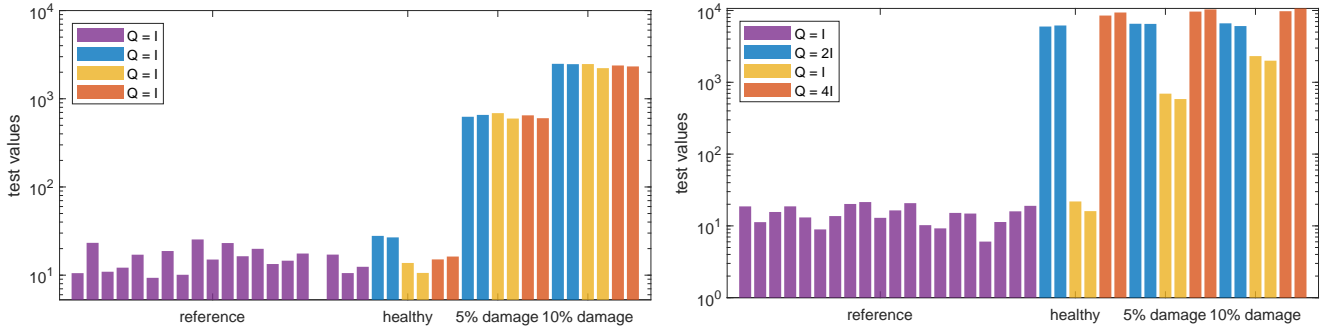 10^4
10^3
10^2
10^1
test values
Q = I
Q = I
Q = I
Q = I
reference
healthy
5% damage
10% damage
10^4
10^3
10^2
10^1
10^0
test values
Q = I
Q = 2I
Q = I
Q = 4I
reference
healthy
5% damage
10% damage